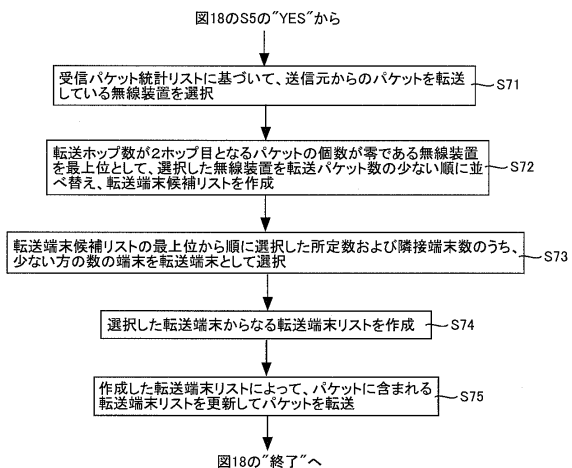 図18のS5の"YES"から
受信パケット統計リストに基づいて、送信元からのパケットを転送
している無線装置を選択
S71
転送ホップ数が2ホップ目となるパケットの個数が零である無線装置
を最上位として、選択した無線装置を転送パケット数の少ない順に並
べ替え、転送端末候補リストを作成
S72
転送端末候補リストの最上位から順に選択した所定数および隣接端末数のうち、
少ない方の数の端末を転送端末として選択
S73
選択した転送端末からなる転送端末リストを作成
S74
作成した転送端末リストによって、パケットに含まれる
転送端末リストを更新してパケットを転送
S75
図18の"終了"へ